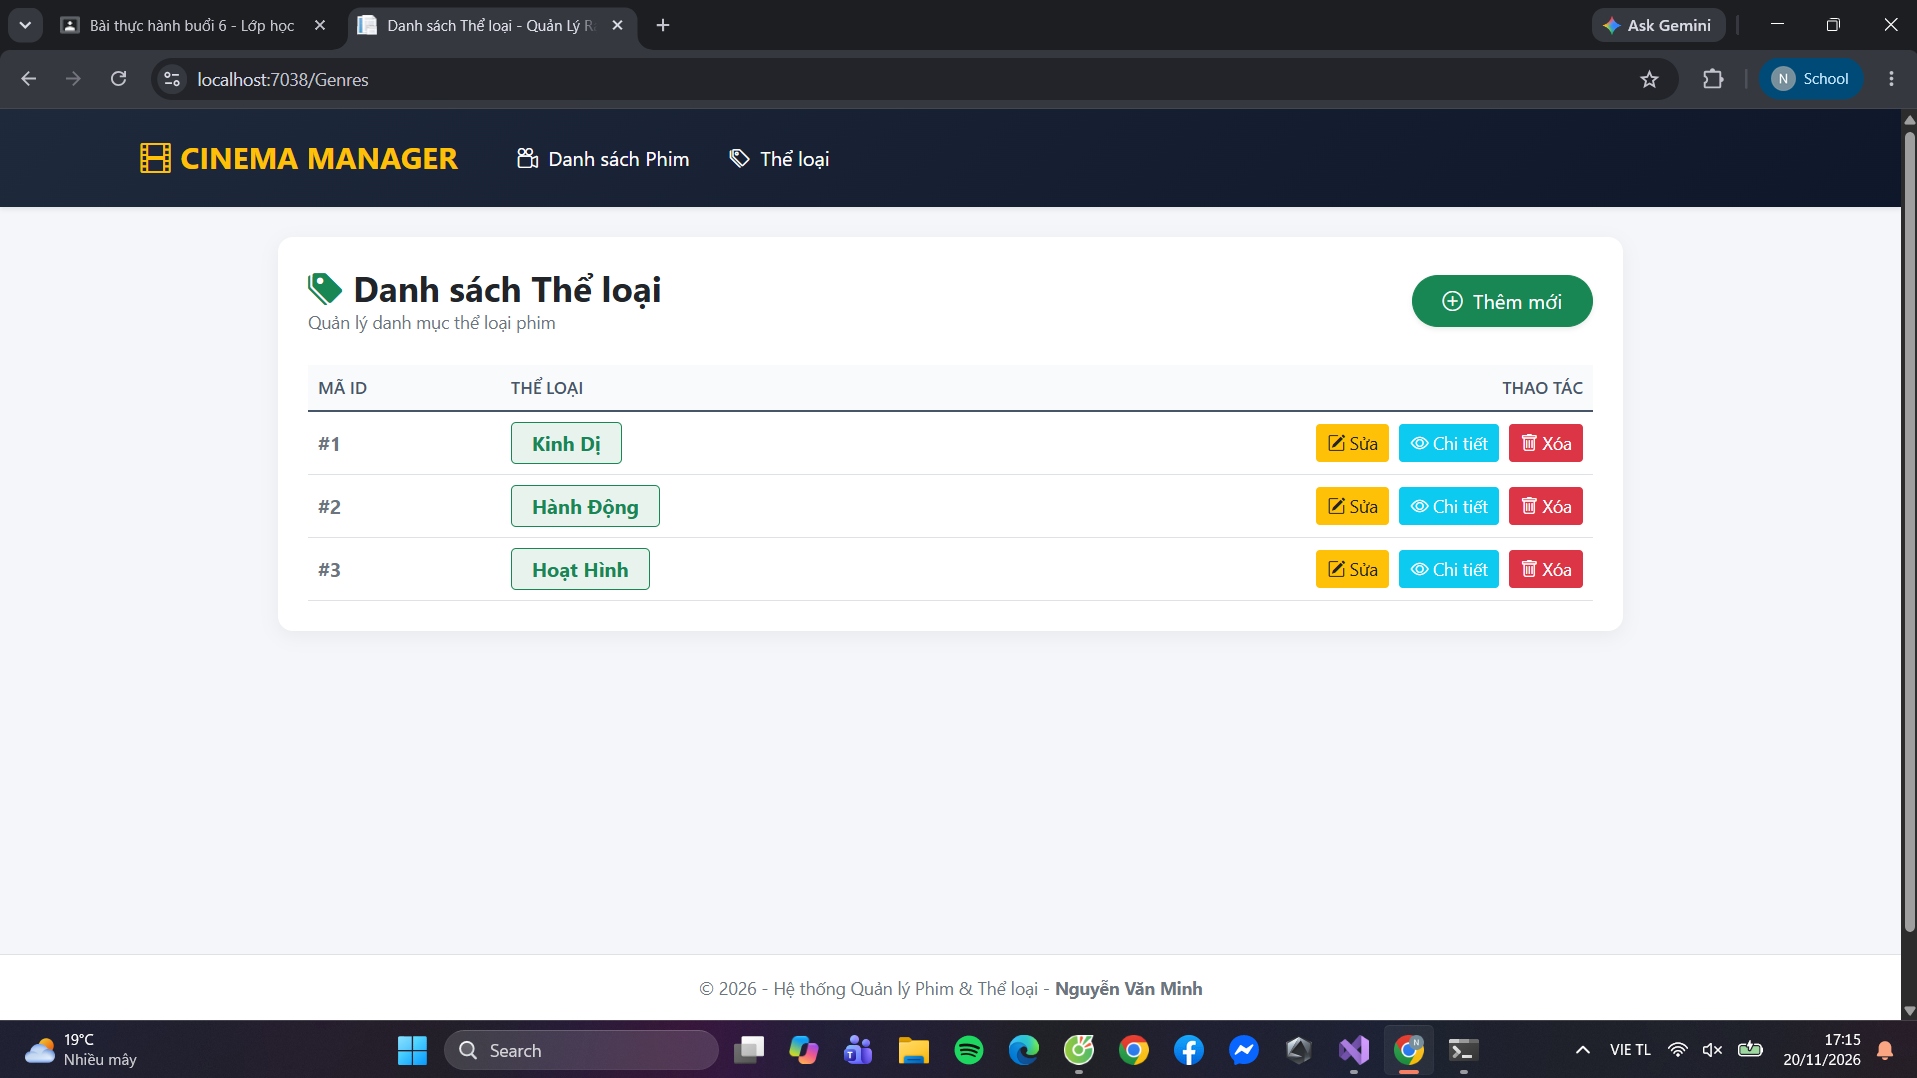 Bài thực hành buổi 6 - Lớp học
Danh sách Thể loại - Quản Lý R
Ask Gemini
localhost:7038/Genres
N School
CINEMA MANAGER
Danh sách Phim
Thể loại
Danh sách Thể loại
Quản lý danh mục thể loại phim
Thêm mới
MÃ ID THỂ LOẠI THAO TÁC
#1 Kinh Dị Sửa Chi tiết Xóa
#2 Hành Động Sửa Chi tiết Xóa
#3 Hoạt Hình Sửa Chi tiết Xóa
© 2026 - Hệ thống Quản lý Phim & Thể loại - Nguyễn Văn Minh
19°C
Nhiều mây
Search
VIE TL
17:15
20/11/2026